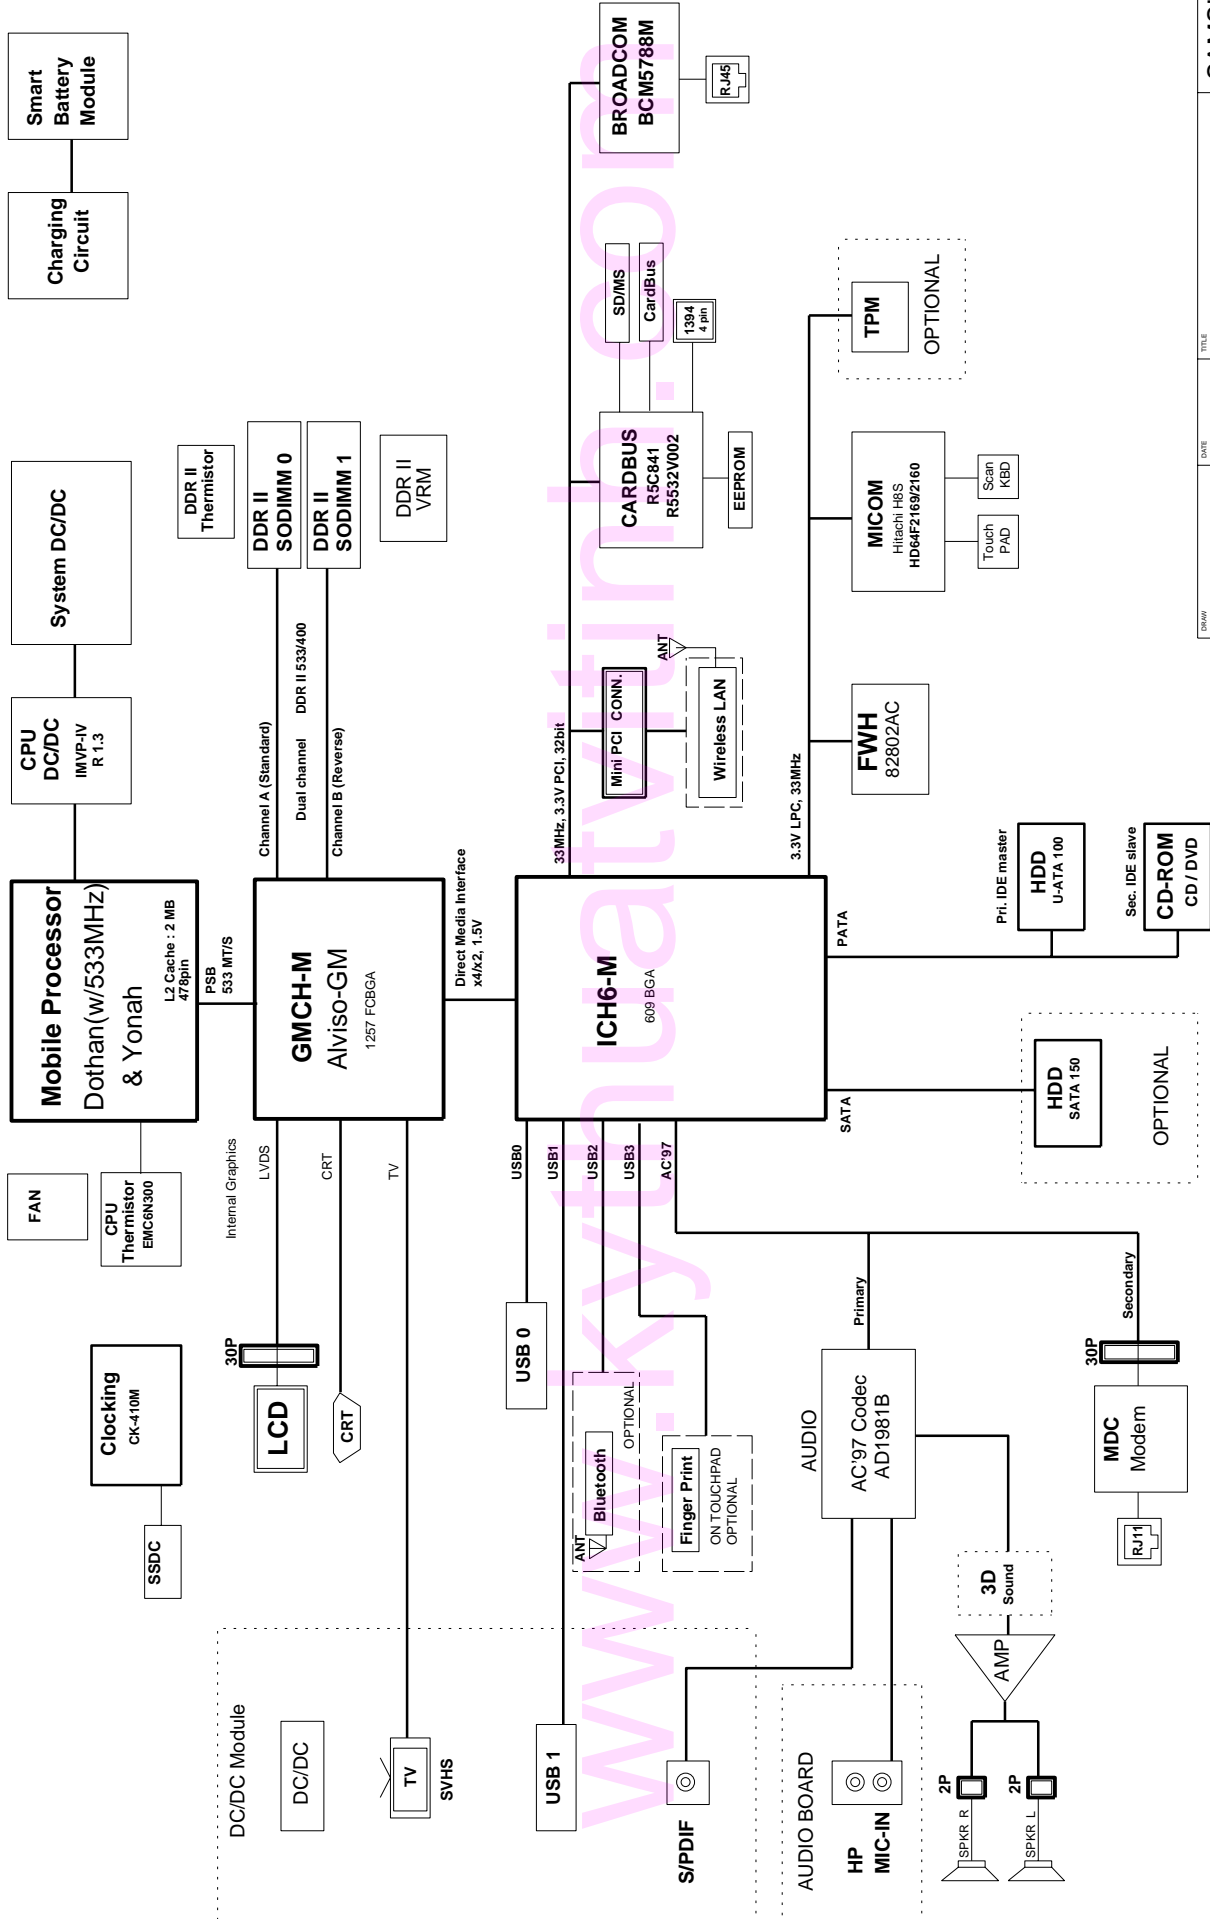 Smart
Battery
Module
Charging
Circuit
System DC/DC
CPU
DC/DC
IMVP-IV
R 1.3
Mobile Processor
Dothan(w/533MHz)
& Yonah
L2 Cache : 2 MB
478pin
FAN
CPU
Thermistor
EMC6N300
Clocking
CK-410M
SSDC
PSB
533 MT/S
DDR II
Thermistor
DDR II
SODIMM 0
DDR II
SODIMM 1
DDR II
VRM
Channel A (Standard)
Dual channel DDR II 533/400
Channel B (Reverse)
GMCH-M
Alviso-GM
1257 FCBGA
Internal Graphics
LVDS
CRT
TV
30P
LCD
CRT
DC/DC Module
DC/DC
TV
SVHS
Direct Media Interface
x4/x2, 1.5V
ICH6-M
609 BGA
33MHz, 3.3V PCI, 32bit
BROADCOM
BCM5788M
RJ45
SD/MS
CardBus
1394
4 pin
CARDBUS
R5C841
R5532V002
EEPROM
Mini PCI CONN.
ANT
Wireless LAN
3.3V LPC, 33MHz
TPM
OPTIONAL
MICOM
Hitachi H8S
HD64F2169/2160
Scan
KBD
Touch
PAD
FWH
82802AC
USB0
USB1
USB2
USB3
AC'97
USB 0
USB 1
ANT
Bluetooth
OPTIONAL
Finger Print
ON TOUCHPAD
OPTIONAL
S/PDIF
PATA
Pri. IDE master
HDD
U-ATA 100
Sec. IDE slave
CD-ROM
CD / DVD
SATA
HDD
SATA 150
OPTIONAL
Primary
Secondary
AUDIO
AC'97 Codec
AD1981B
30P
MDC
Modem
RJ11
3D
Sound
AMP
AUDIO BOARD
HP
MIC-IN
2P
SPKR R
2P
SPKR L
DRAW
DATE
TITLE
www.kythuatvitinh.com